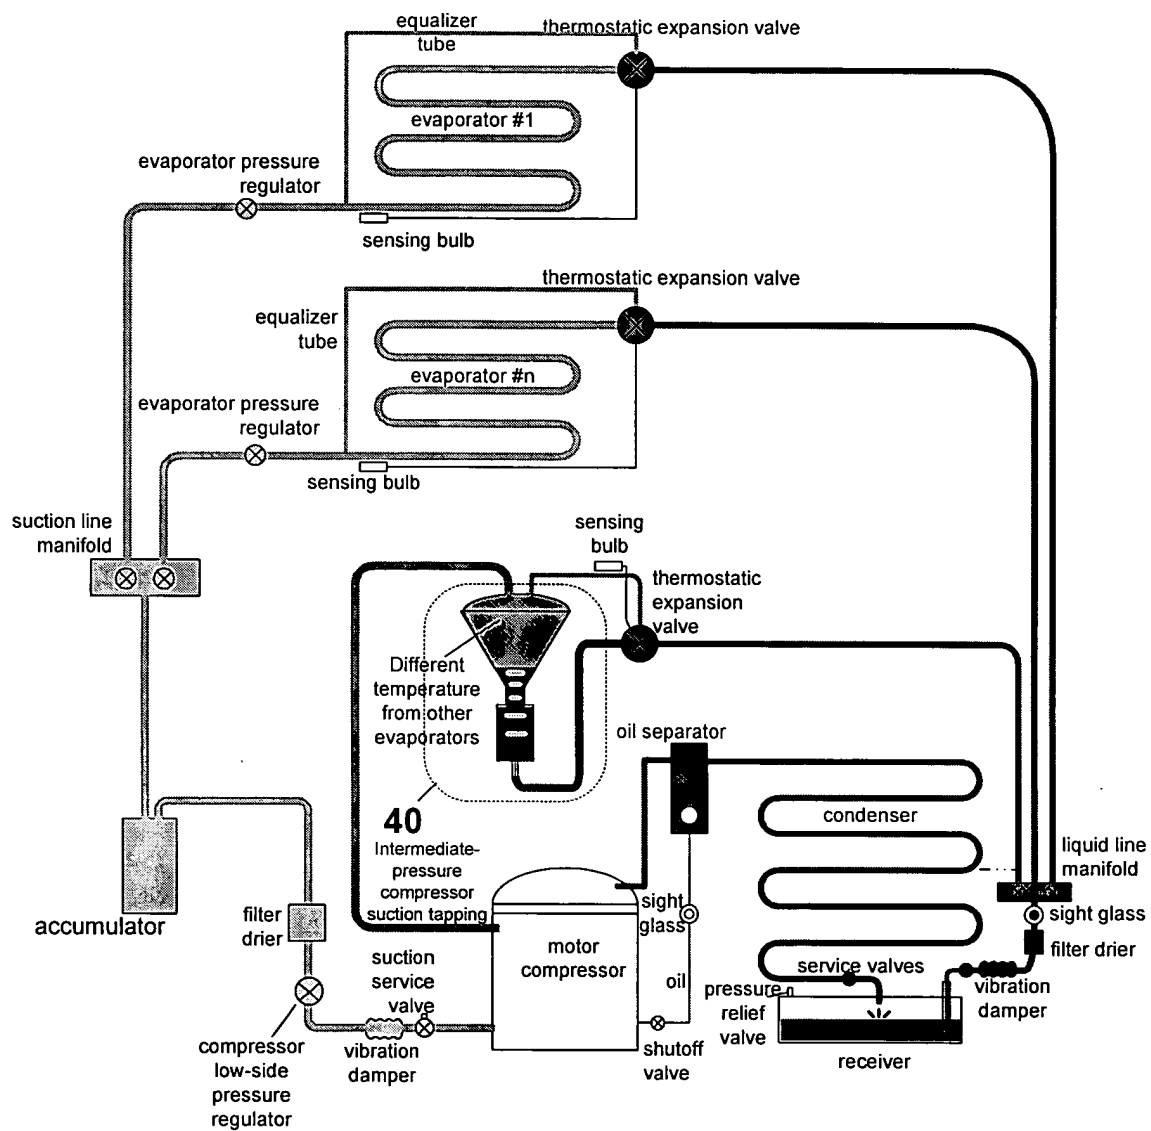 equalizer
tube
thermostatic expansion valve
evaporator #1
evaporator pressure
regulator
sensing bulb
thermostatic expansion valve
equalizer
tube
evaporator #n
evaporator pressure
regulator
sensing bulb
suction line
manifold
sensing
bulb
thermostatic
expansion
valve
Different
temperature
from other
evaporators
oil separator
40
Intermediate-
pressure
compressor
suction tapping
condenser
liquid line
manifold
accumulator
filter
drier
sight
glass
sight glass
filter drier
motor
compressor
suction
service
valve
oil
service valves
pressure
relief
valve
vibration
damper
compressor
low-side
pressure
regulator
vibration
damper
shutoff
valve
receiver